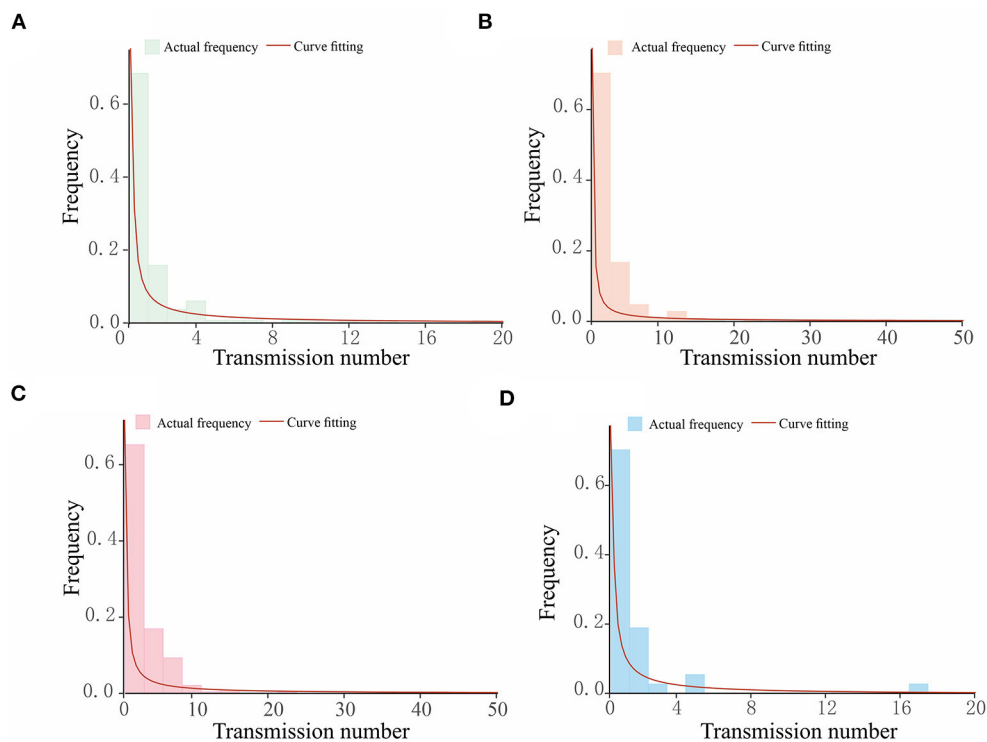 A
Actual frequency
Curve fitting
Frequency
0.6
0.4
0.2
0.0
0 4 8 12 16 20
Transmission number
B
Actual frequency
Curve fitting
Frequency
0.6
0.4
0.2
0.0
0 10 20 30 40 50
Transmission number
C
Actual frequency
Curve fitting
Frequency
0.6
0.4
0.2
0.0
0 10 20 30 40 50
Transmission number
D
Actual frequency
Curve fitting
Frequency
0.6
0.4
0.2
0.0
0 4 8 12 16 20
Transmission number